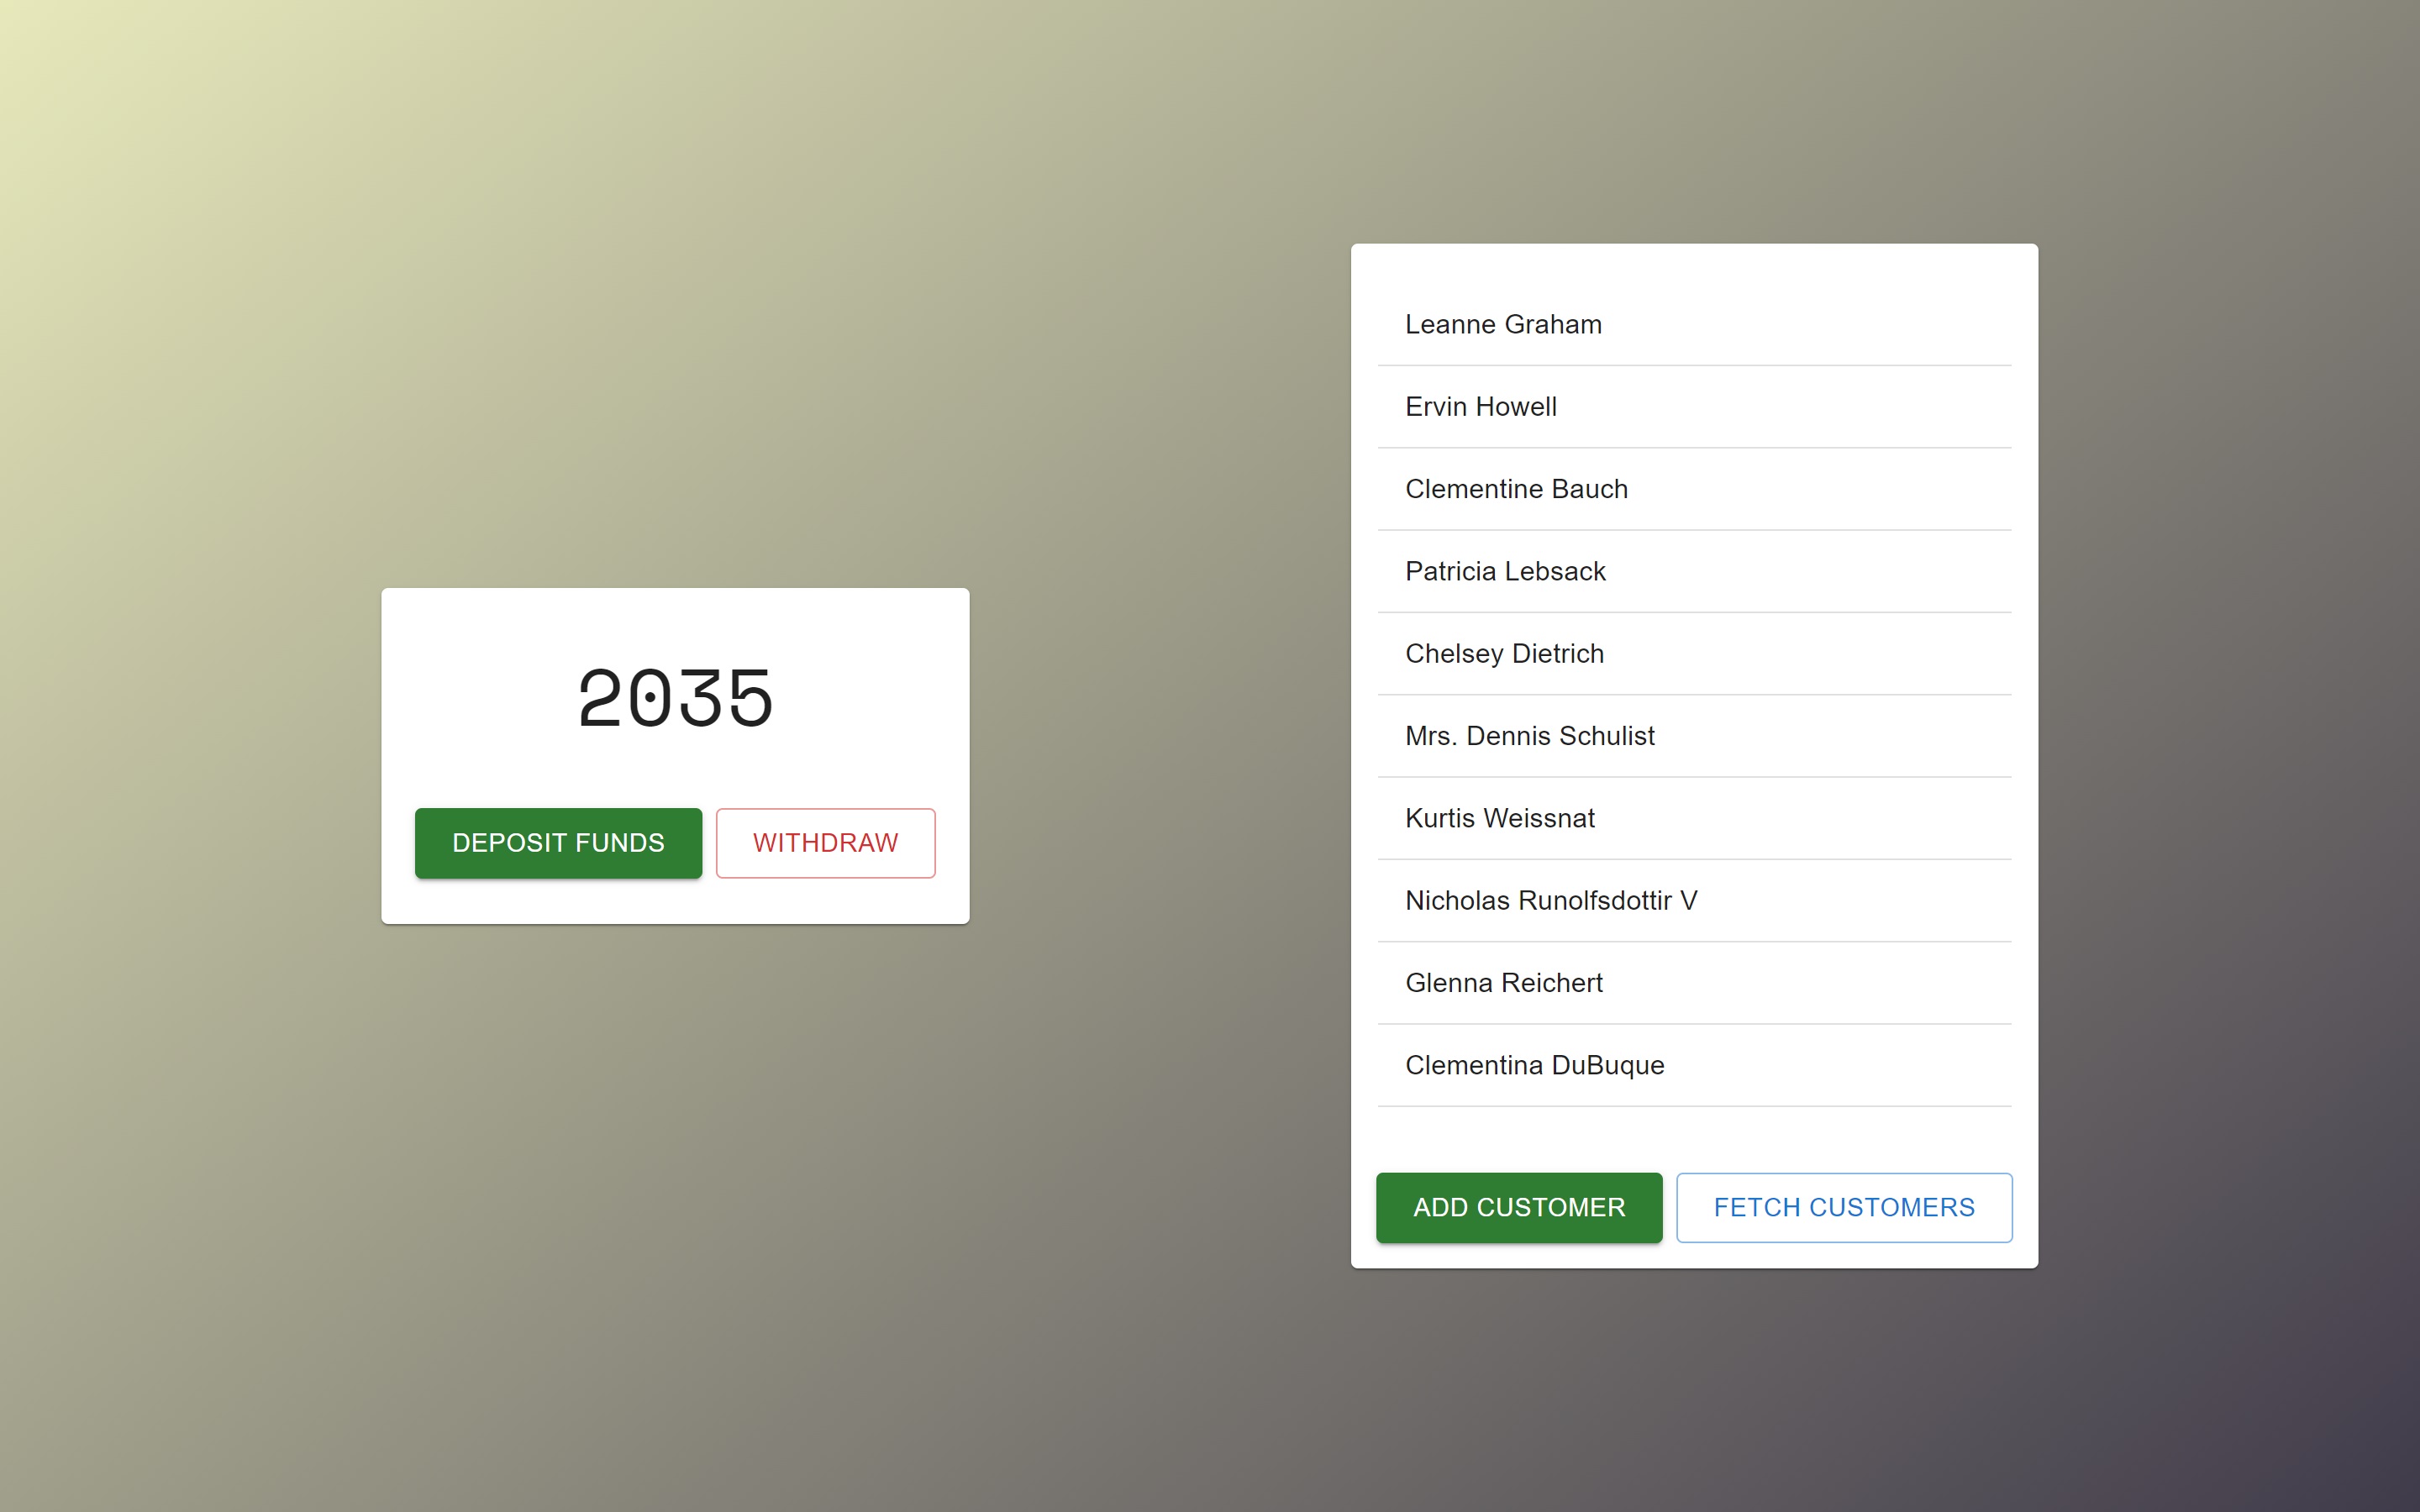 2035
DEPOSIT FUNDS
WITHDRAW
Leanne Graham
Ervin Howell
Clementine Bauch
Patricia Lebsack
Chelsey Dietrich
Mrs. Dennis Schulist
Kurtis Weissnat
Nicholas Runolfsdottir V
Glenna Reichert
Clementina DuBuque
ADD CUSTOMER
FETCH CUSTOMERS